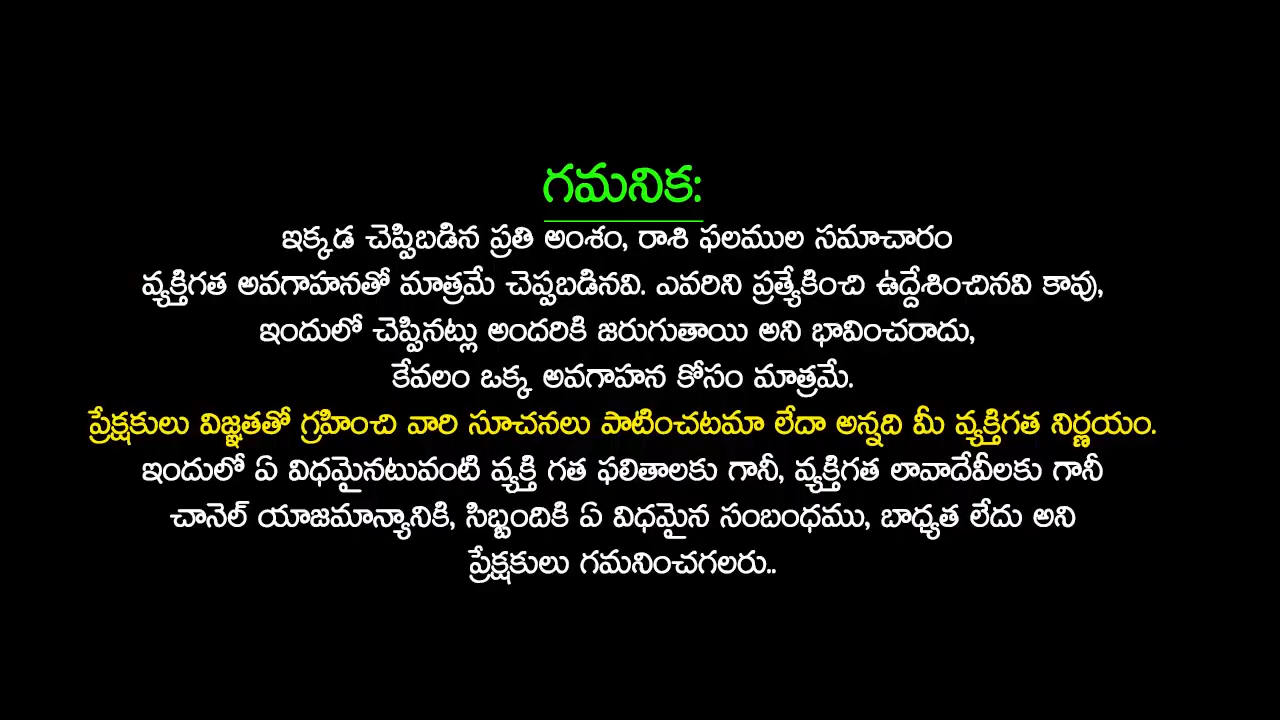 గమనిక:
ఇక్కడ చెప్పిబడిన ప్రతి అంశం, రాశి ఫలముల సమాచారం
వ్యక్తిగత అవగాహనతో మాత్రమే చెప్పబడినవి. ఎవరిని ప్రత్యేకించి ఉద్దేశించినవి కావు,
ఇందులో చెప్పినట్లు అందరికి జరుగుతాయి అని భావించరాదు,
కేవలం ఒక్క అవగాహన కోసం మాత్రమే.
ప్రేక్షకులు విజ్ఞతతో గ్రహించి వారి సూచనలు పాటించటమా లేదా అన్నది మీ వ్యక్తిగత నిర్ణయం.
ఇందులో ఏ విధమైనటువంటి వ్యక్తి గత ఫలితాలకు గానీ, వ్యక్తిగత లావాదేవీలకు గానీ
చానెల్ యాజమాన్యానికి, సిబ్బందికి ఏ విధమైన సంబంధము, బాధ్యత లేదు అని
ప్రేక్షకులు గమనించగలరు..